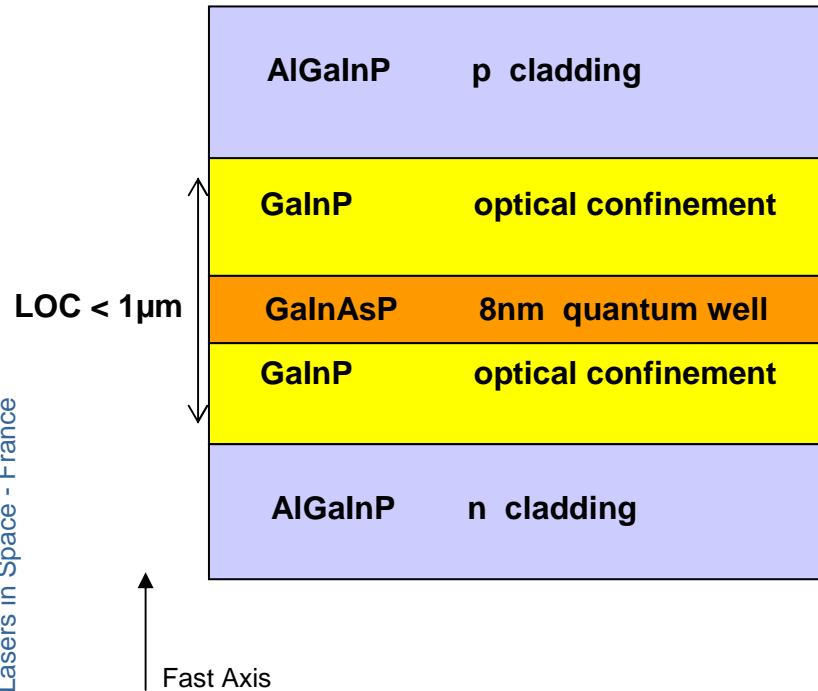 AlGaInP p cladding
GaInP optical confinement
LOC < 1µm
GaInAsP 8nm quantum well
GaInP optical confinement
AlGaInP n cladding
Fast Axis
Lasers in Space - France